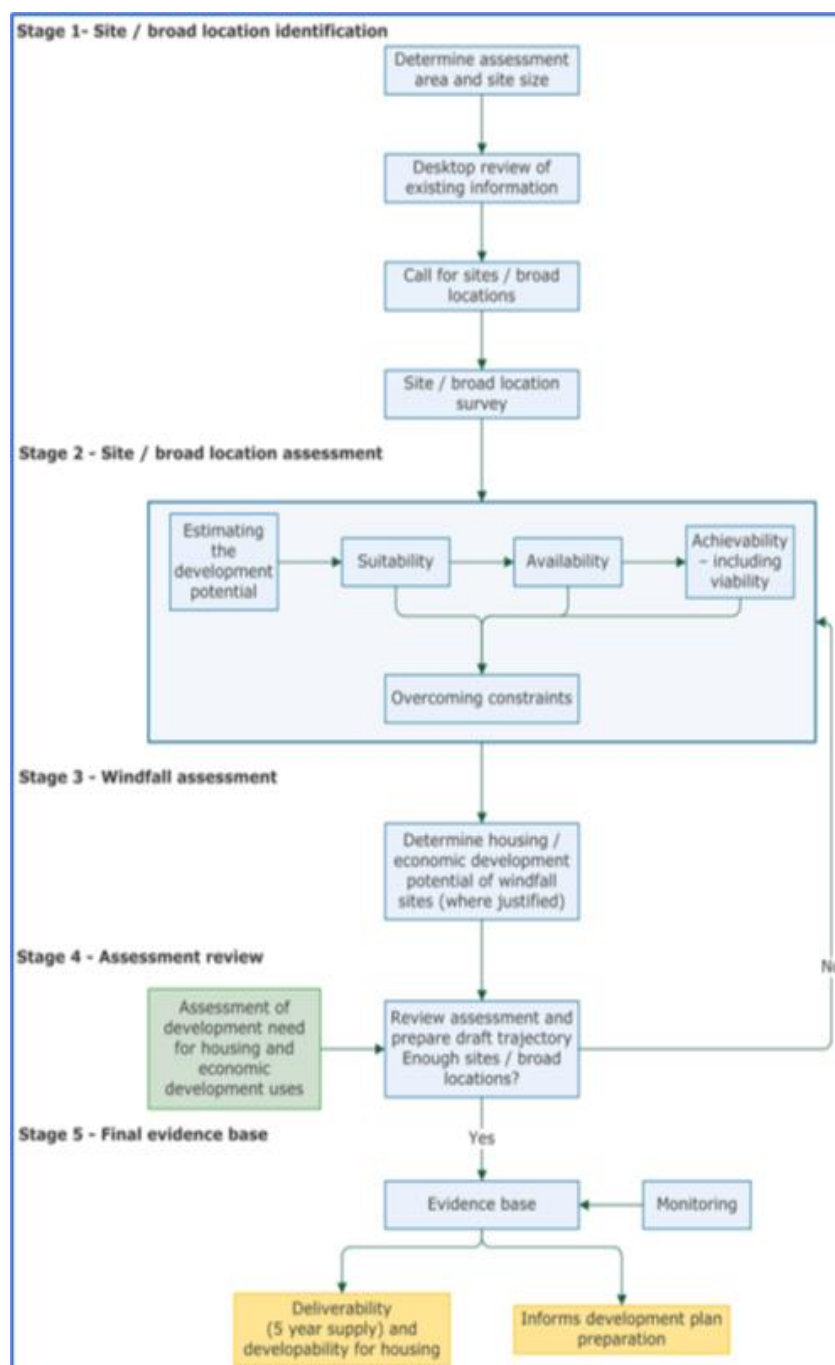 Stage 1- Site / broad location identification
Determine assessment
area and site size
Desktop review of
existing information
Call for sites / broad
locations
Site / broad location
survey
Stage 2 - Site / broad location assessment
Estimating
the
development
potential
Suitability
Availability
Achievability
– including
viability
Overcoming constraints
Stage 3 - Windfall assessment
Determine housing /
economic development
potential of windfall
sites (where justified)
Stage 4 - Assessment review
No
Assessment of
development need
for housing and
economic
development uses
Review assessment and
prepare draft trajectory
Enough sites / broad
locations?
Stage 5 - Final evidence base
Yes
Evidence base
Monitoring
Deliverability
(5 year supply) and
developability for housing
Informs development plan
preparation